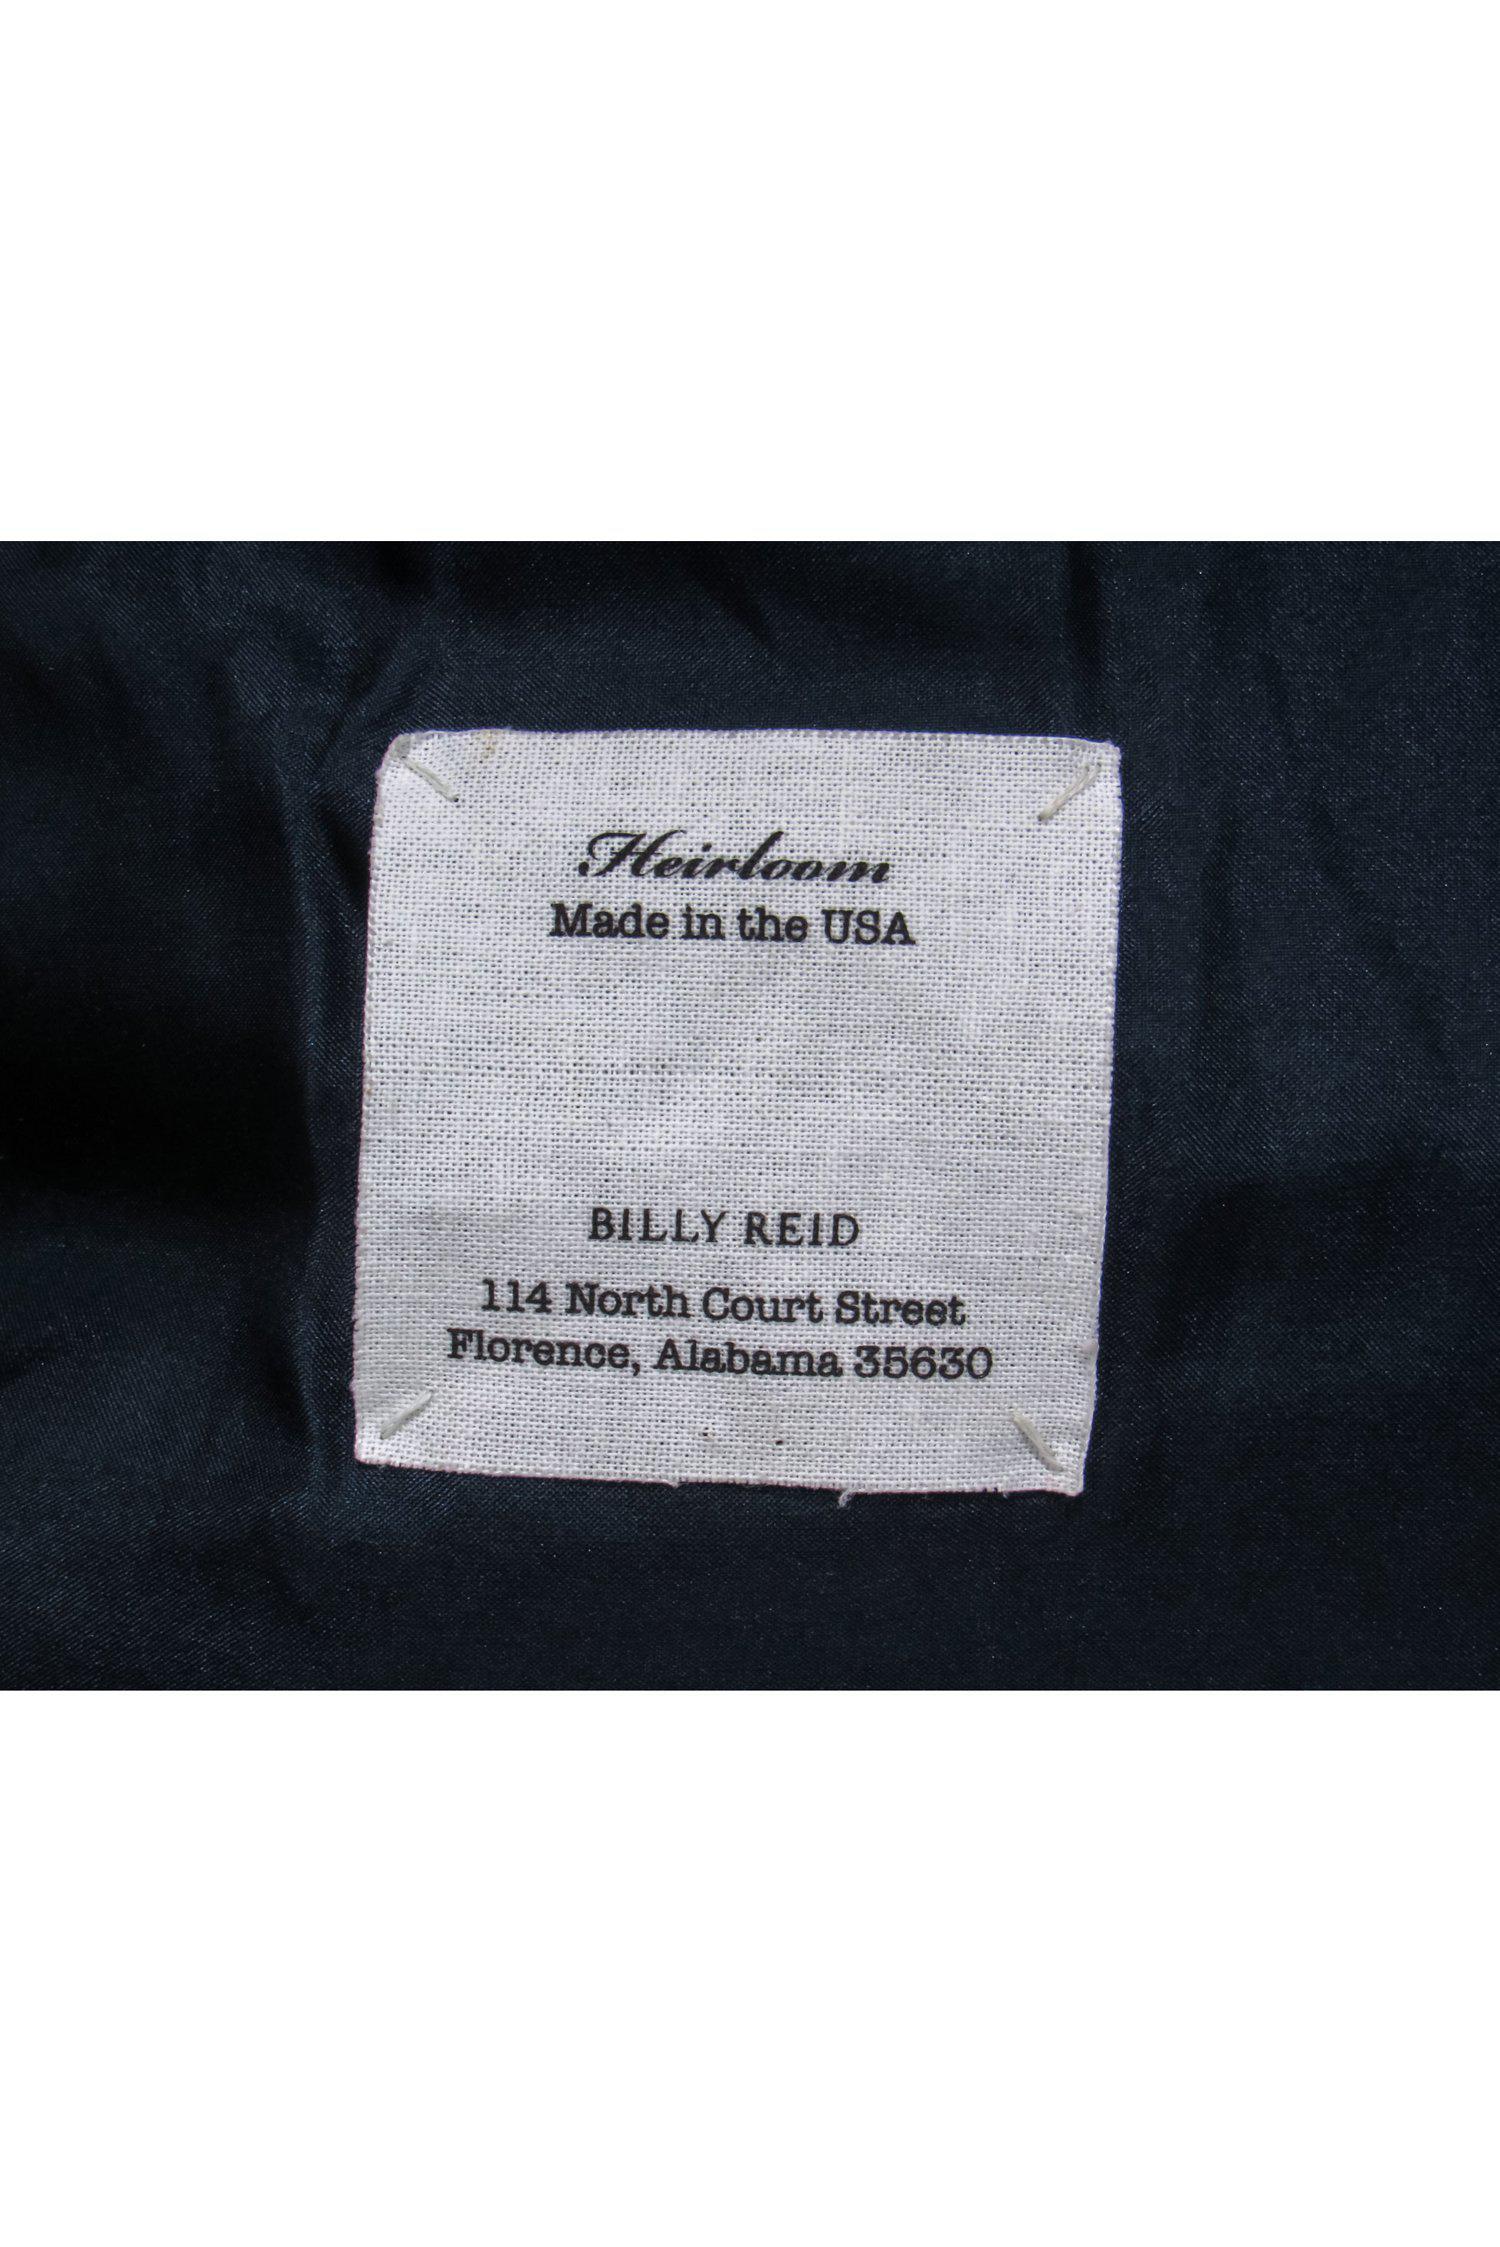 Heirloom
Made in the USA
BILLY REID
114 North Court Street
Florence, Alabama 35630